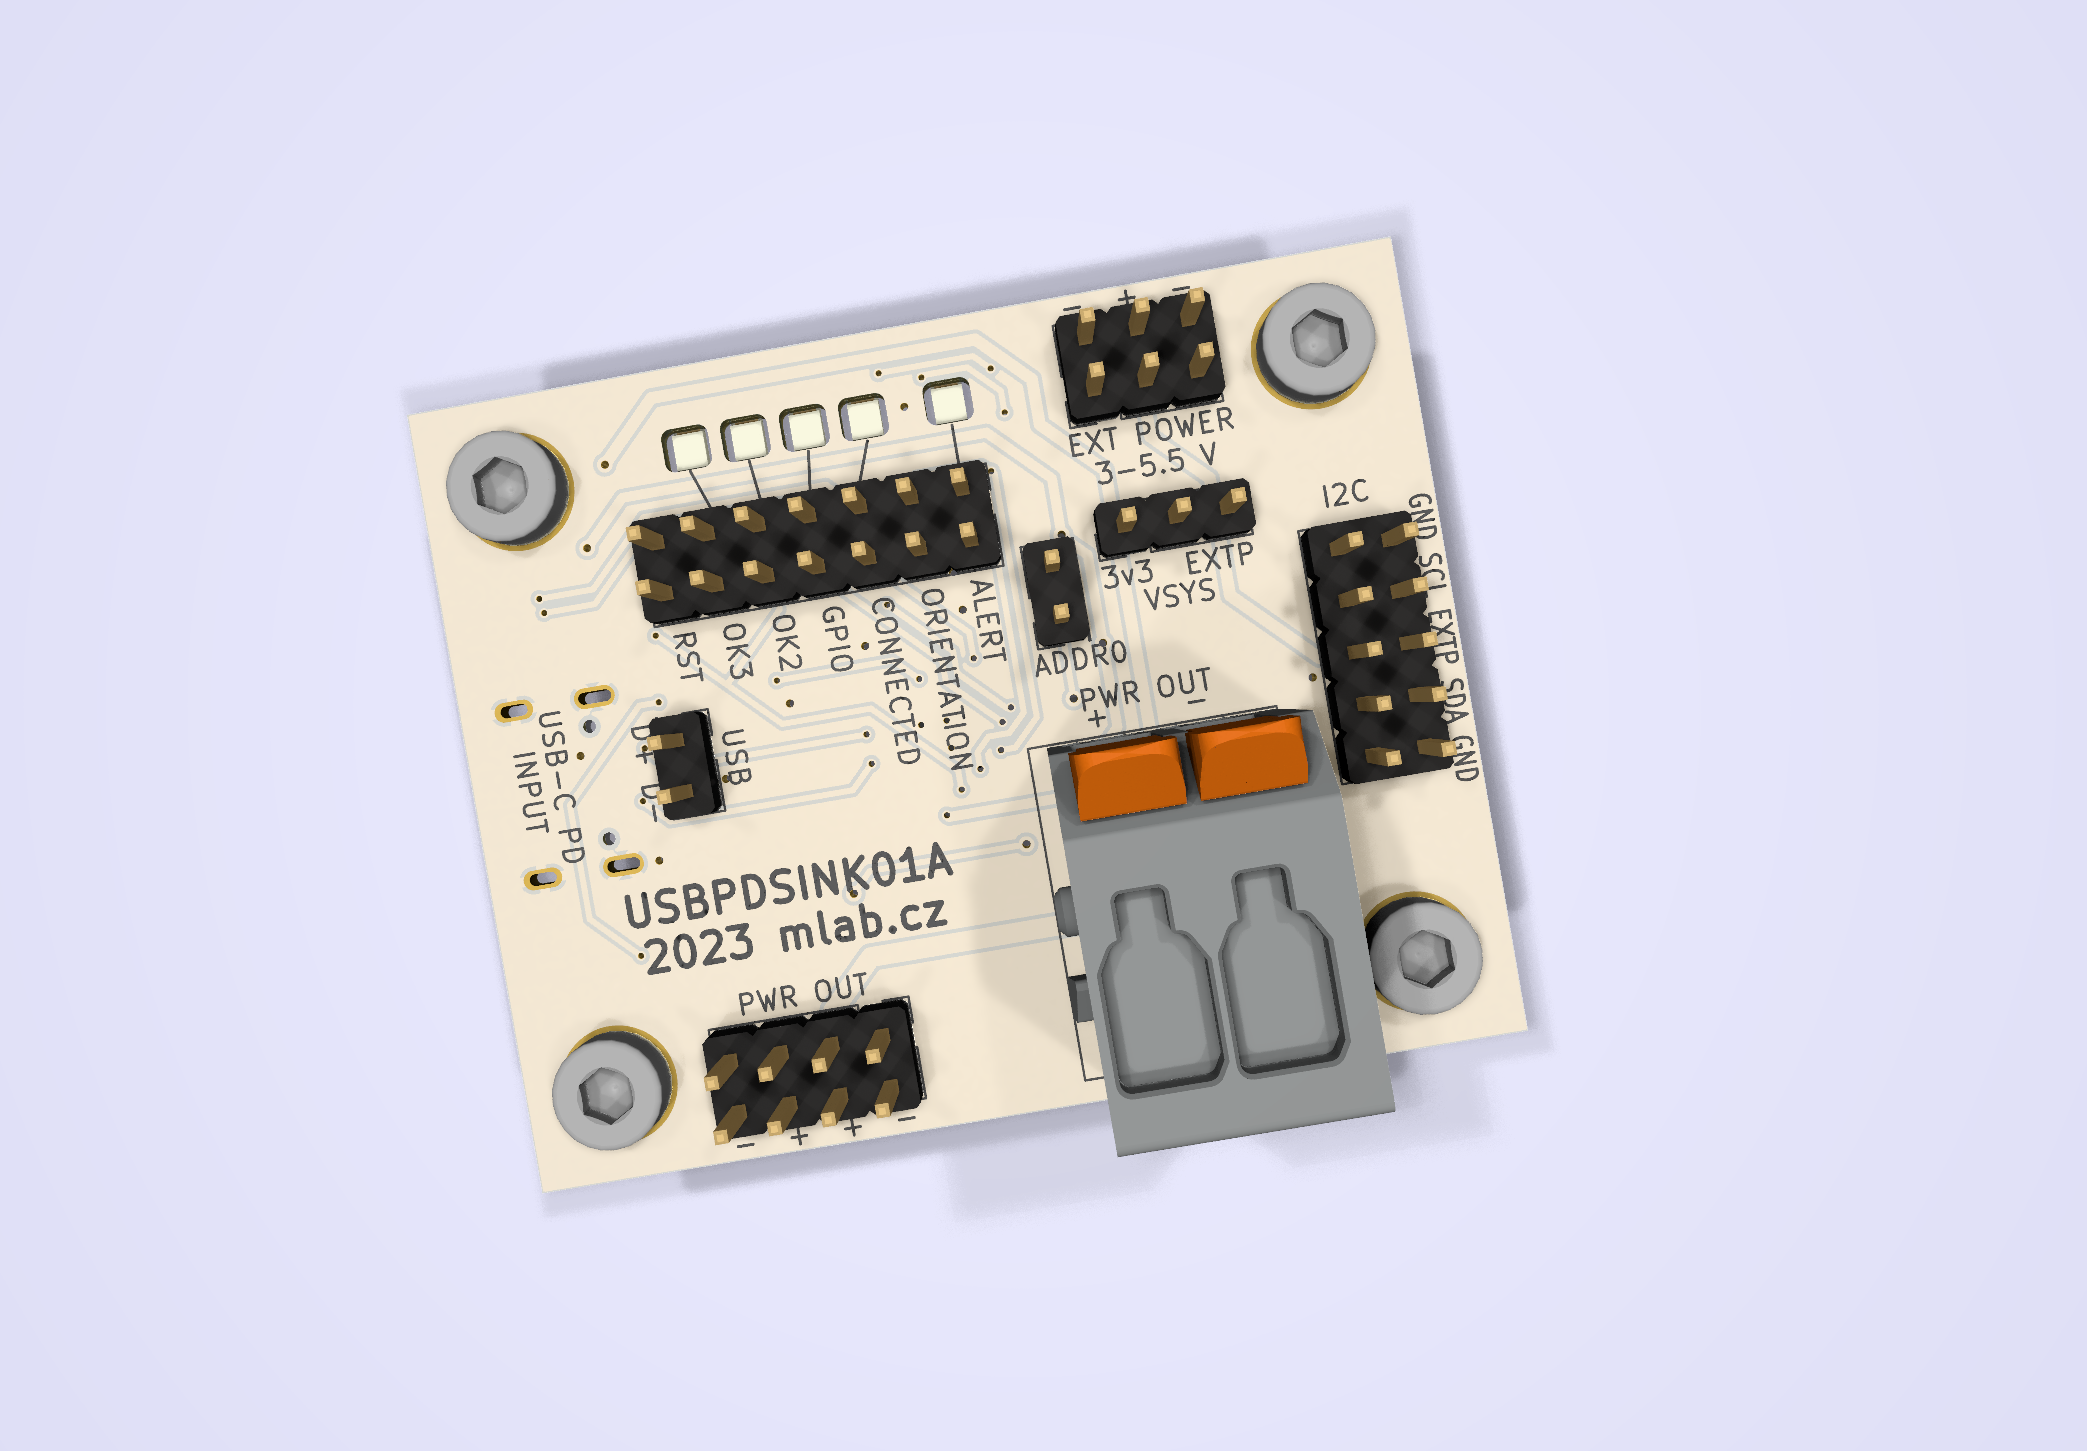 - + -
EXT POWER
3-5.5 V
I2C
GND SCL EXTP SDA GND
3v3 EXTP
VSYS
RST
OK3
OK2
GPIO
CONNECTED
ORIENTATION
ALERT
ADDR0
PWR OUT
+ -
USB-C PD
INPUT
D+ D-
USB
USBPDSINK01A
2023 mlab.cz
PWR OUT
- + + -